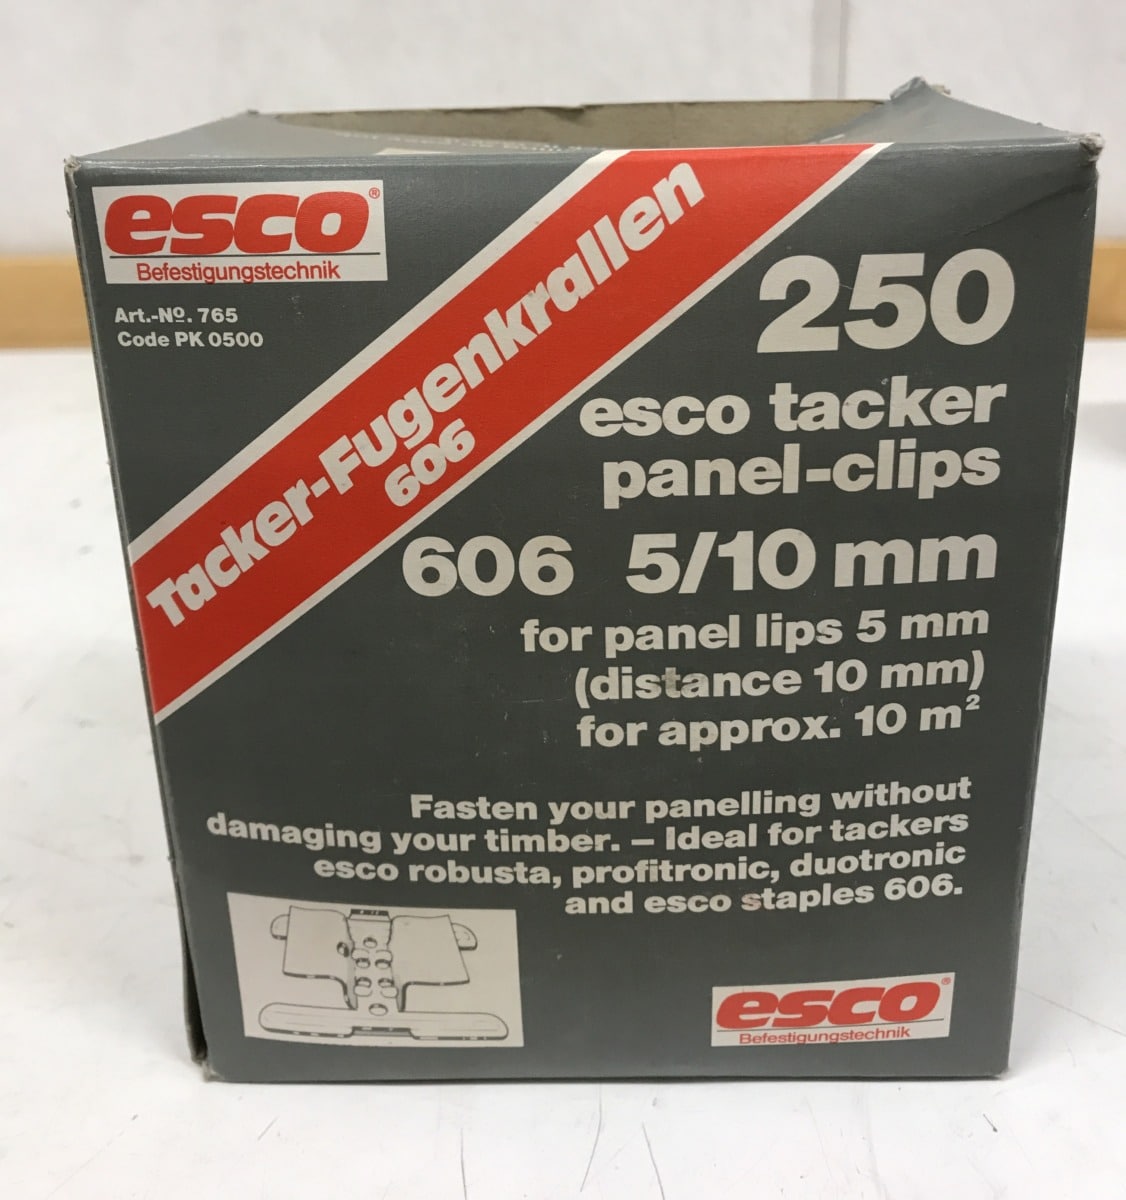 esco®
Befestigungstechnik
Art.-Nº. 765
Code PK 0500
Tacker-Fugenkrallen
606
250
esco tacker
panel-clips
606 5/10 mm
for panel lips 5 mm
(distance 10 mm)
for approx. 10 m²
Fasten your panelling without
damaging your timber. – Ideal for tackers
esco robusta, profitronic, duotronic
and esco staples 606.
esco®
Befestigungstechnik